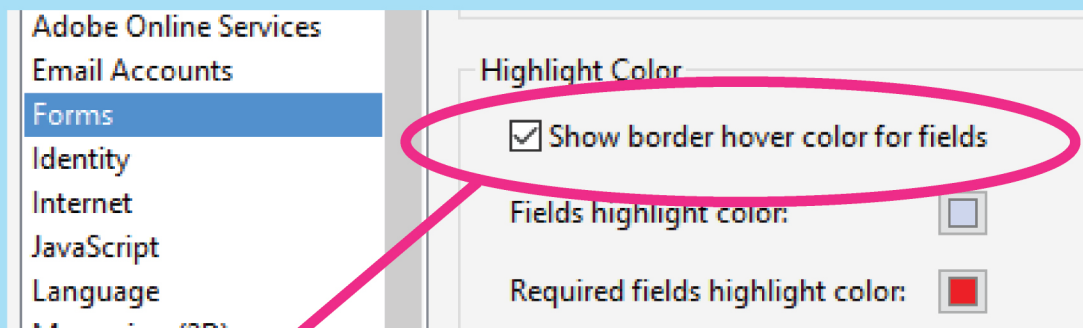 Adobe Online Services
Email Accounts
Forms
Identity
Internet
JavaScript
Language
Highlight Color
Show border hover color for fields
Fields highlight color:
Required fields highlight color: